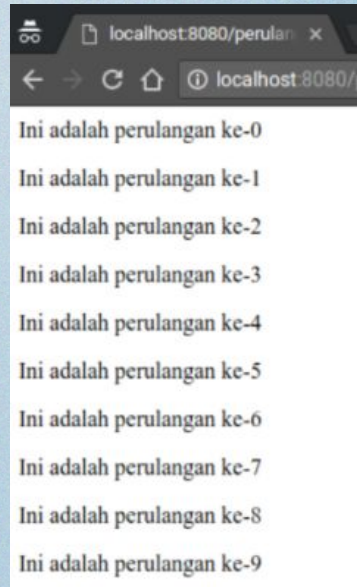 localhost:8080/perulan
localhost:8080/
Ini adalah perulangan ke-0
Ini adalah perulangan ke-1
Ini adalah perulangan ke-2
Ini adalah perulangan ke-3
Ini adalah perulangan ke-4
Ini adalah perulangan ke-5
Ini adalah perulangan ke-6
Ini adalah perulangan ke-7
Ini adalah perulangan ke-8
Ini adalah perulangan ke-9